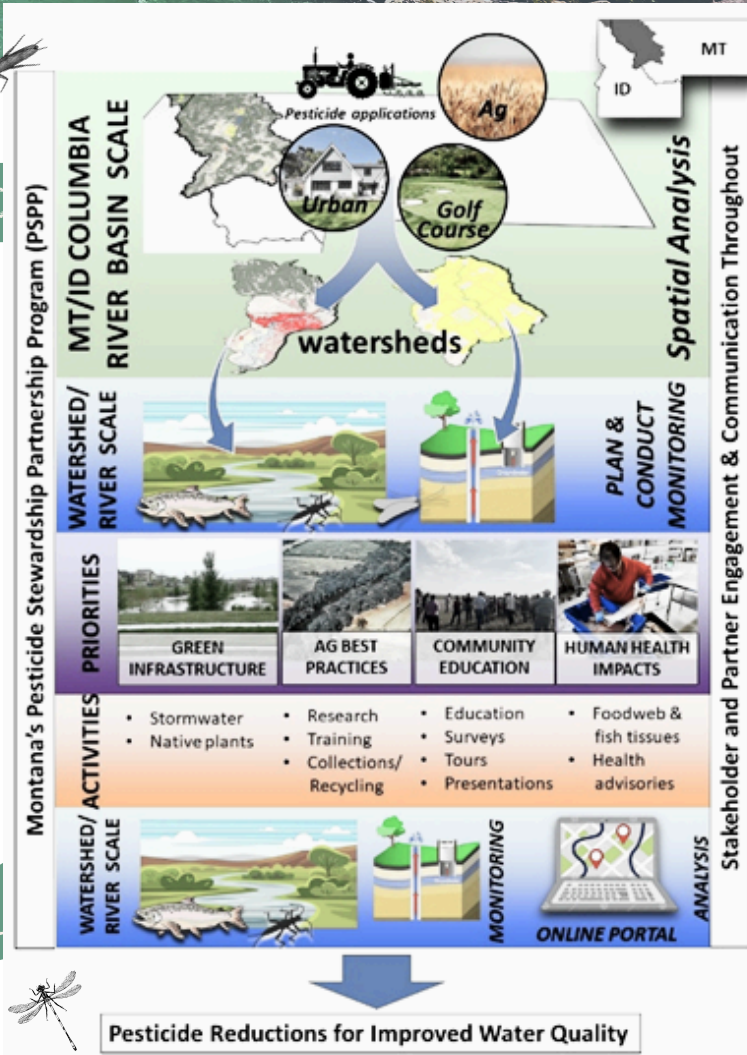 MT
ID
Pesticide applications
Ag
Urban
Golf
Course
watersheds
MT/ID COLUMBIA
RIVER BASIN SCALE
Spatial Analysis
Montana's Pesticide Stewardship Partnership Program (PSPP)
Stakeholder and Partner Engagement & Communication Throughout
WATERSHED/
RIVER SCALE
PLAN &
CONDUCT
MONITORING
PRIORITIES
GREEN
INFRASTRUCTURE
AG BEST
PRACTICES
COMMUNITY
EDUCATION
HUMAN HEALTH
IMPACTS
ACTIVITIES
• Stormwater
• Native plants
• Research
• Training
• Collections/
Recycling
• Education
• Surveys
• Tours
• Presentations
• Foodweb &
fish tissues
• Health
advisories
WATERSHED/
RIVER SCALE
MONITORING
ONLINE PORTAL
ANALYSIS
Pesticide Reductions for Improved Water Quality